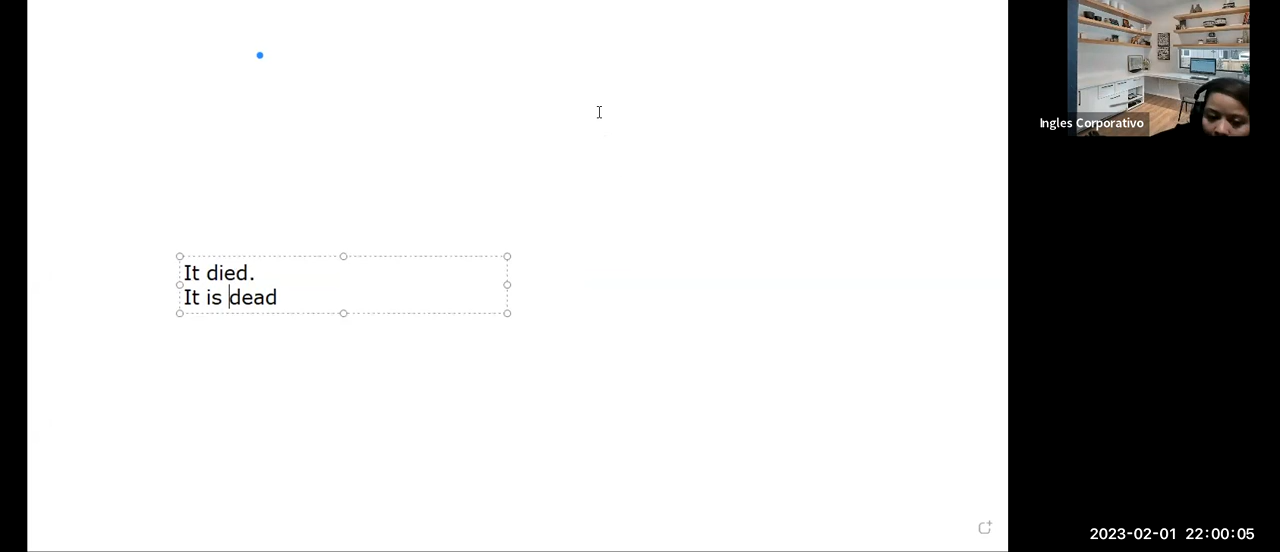 It died.
It is dead
Ingles Corporativo
2023-02-01 22:00:05